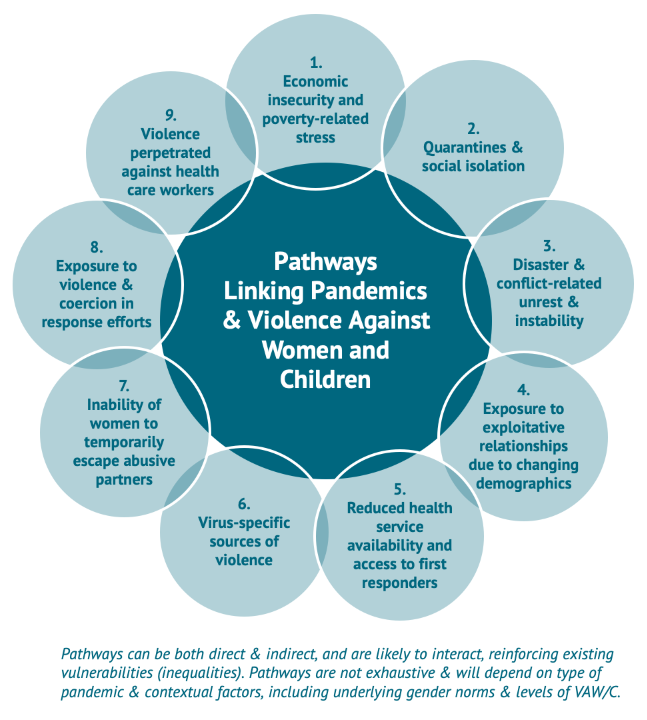 Pathways
Linking Pandemics
& Violence Against
Women and
Children
1.
Economic
insecurity and
poverty-related
stress
2.
Quarantines &
social isolation
3.
Disaster &
conflict-related
unrest &
instability
4.
Exposure to
exploitative
relationships
due to changing
demographics
5.
Reduced health
service
availability and
access to first
responders
6.
Virus-specific
sources of
violence
7.
Inability of
women to
temporarily
escape abusive
partners
8.
Exposure to
violence &
coercion in
response efforts
9.
Violence
perpetrated
against health
care workers
Pathways can be both direct & indirect, and are likely to interact, reinforcing existing
vulnerabilities (inequalities). Pathways are not exhaustive & will depend on type of
pandemic & contextual factors, including underlying gender norms & levels of VAW/C.